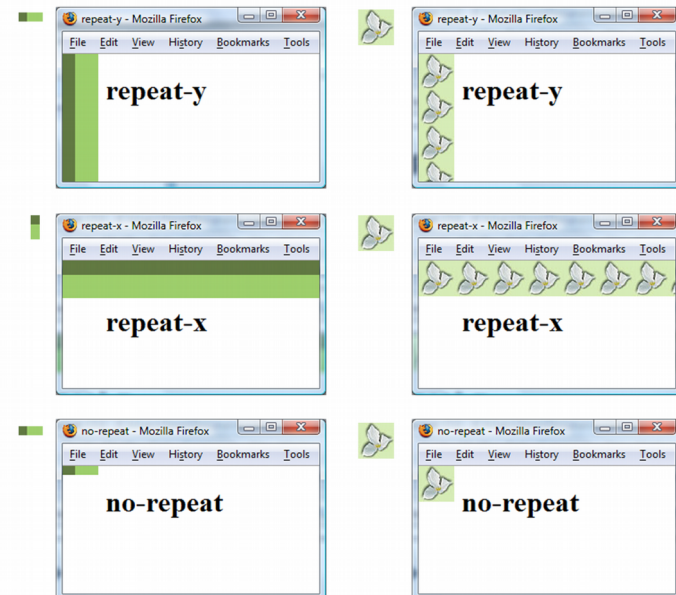 repeat-y - Mozilla Firefox
File Edit View History Bookmarks Tools
repeat-y
repeat-y - Mozilla Firefox
File Edit View History Bookmarks Tools
repeat-y
repeat-x - Mozilla Firefox
File Edit View History Bookmarks Tools
repeat-x
repeat-x - Mozilla Firefox
File Edit View History Bookmarks Tools
repeat-x
no-repeat - Mozilla Firefox
File Edit View History Bookmarks Tools
no-repeat
no-repeat - Mozilla Firefox
File Edit View History Bookmarks Tools
no-repeat